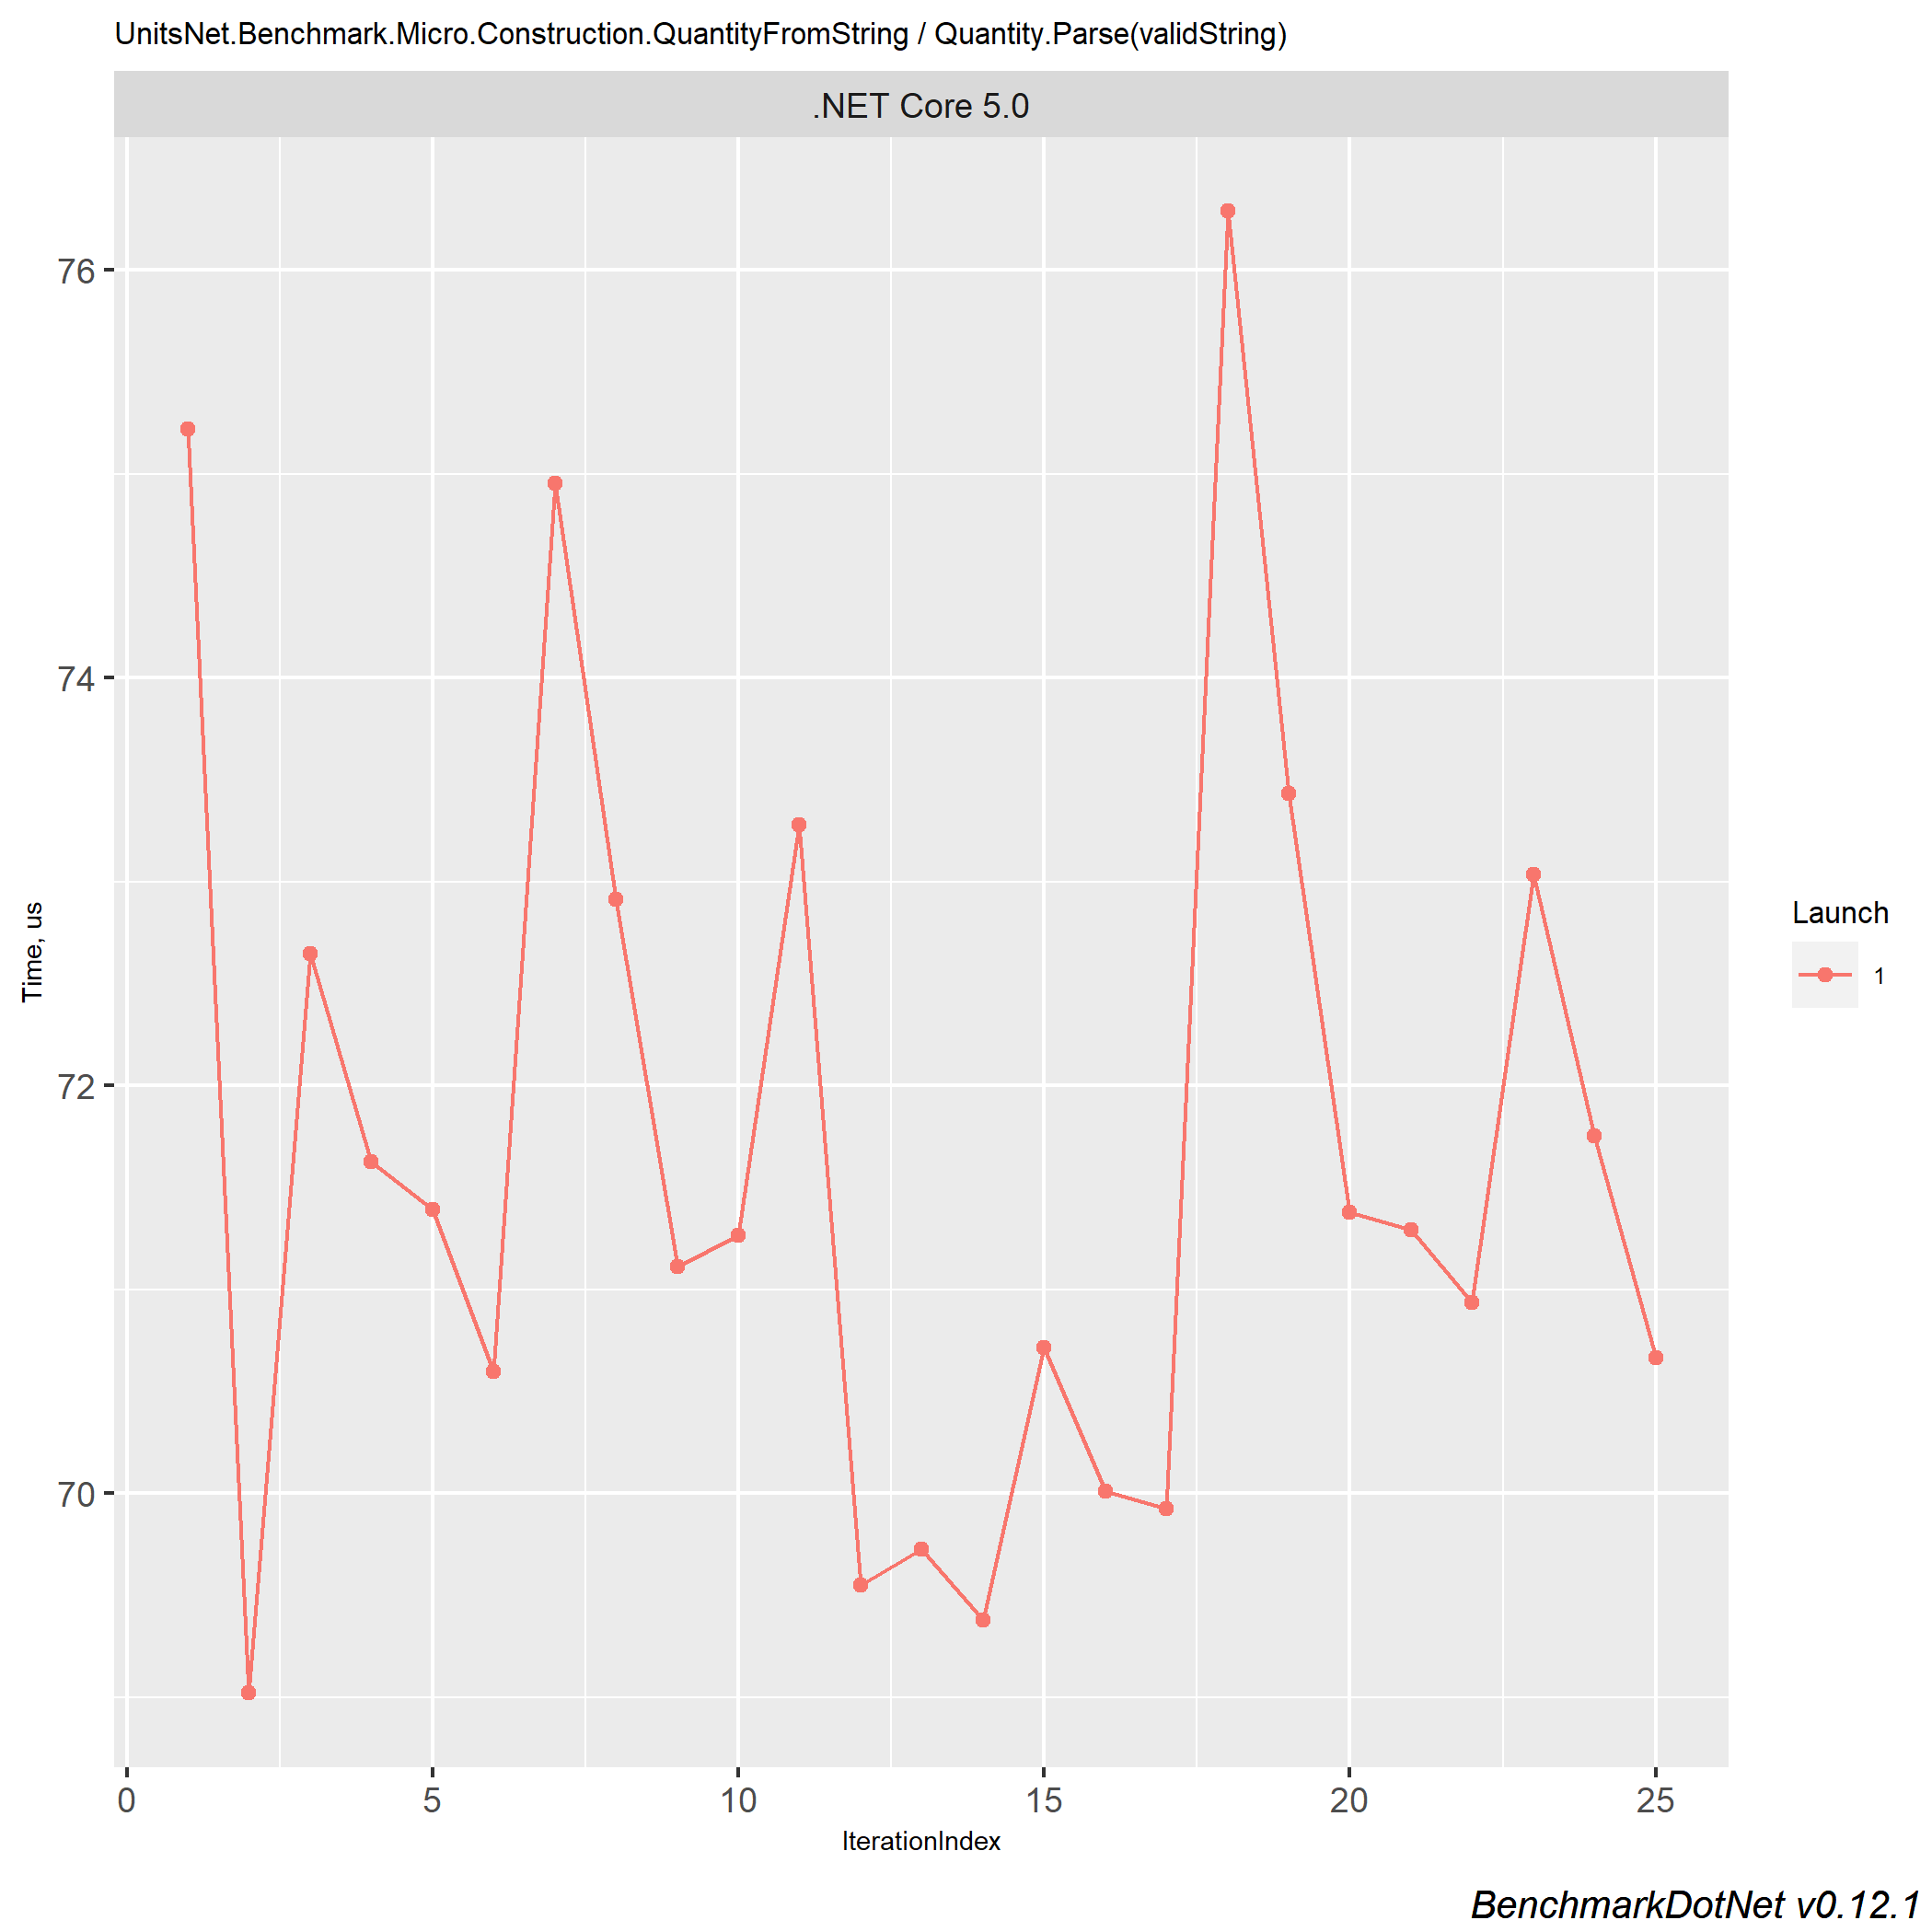 UnitsNet.Benchmark.Micro.Construction.QuantityFromString / Quantity.Parse(validString)
.NET Core 5.0
76
74
72
70
Time, us
0 5 10 15 20 25
IterationIndex
Launch
1
BenchmarkDotNet v0.12.1